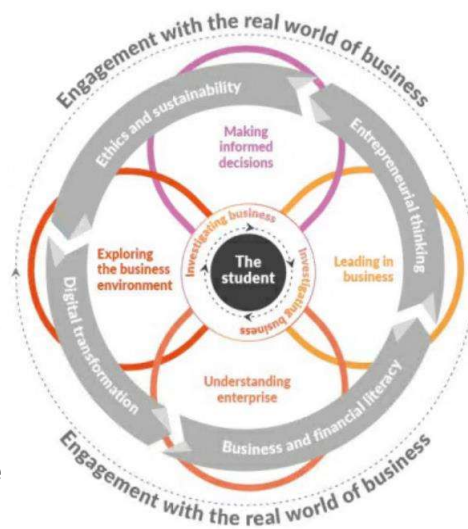 Engagement with the real world of business
Ethics and sustainability
Entrepreneurial thinking
Making
informed
decisions
Investigating business
Exploring
the business
environment
The
student
Investigating business
Leading in
business
Investigating business
Digital transformation
Understanding
enterprise
Business and financial literacy
Engagement with the real world of business
e